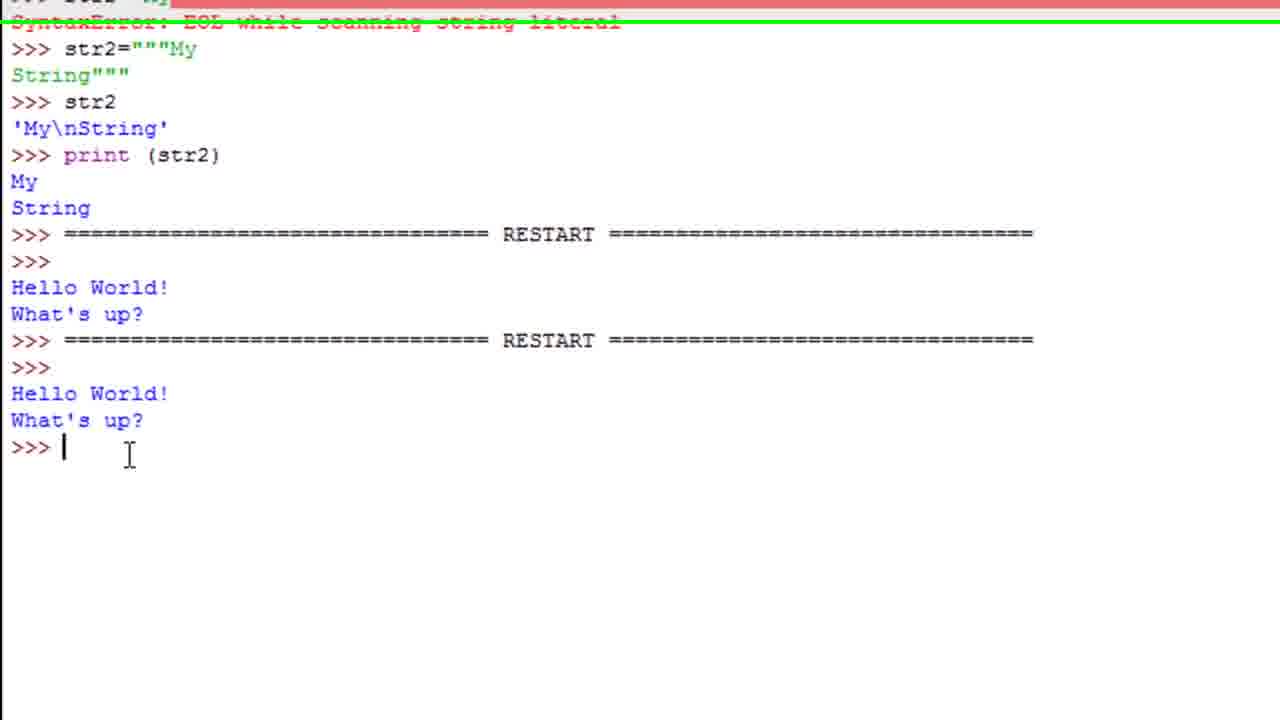 SyntaxError: EOL while scanning string literal
>>> str2="""My
String"""
>>> str2
'My\nString'
>>> print (str2)
My
String
>>> ================================ RESTART ================================
>>>
Hello World!
What's up?
>>> ================================ RESTART ================================
>>>
Hello World!
What's up?
>>>